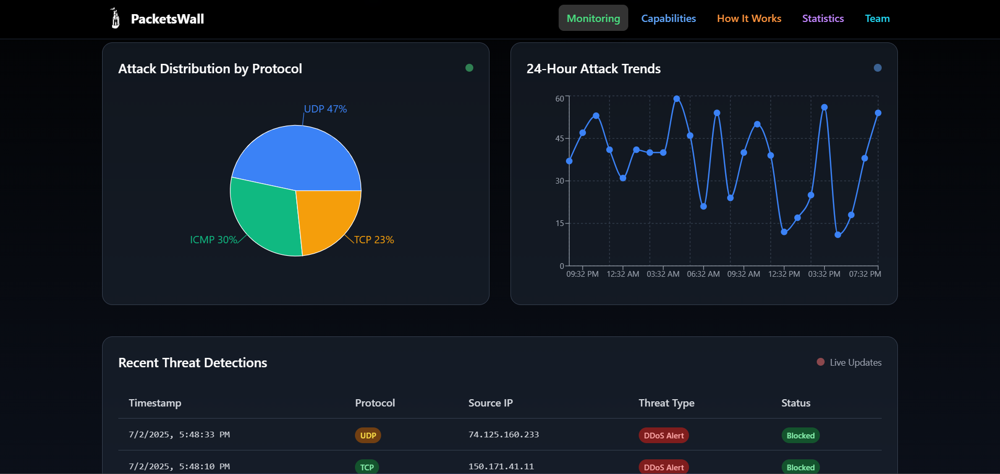 PacketsWall
Monitoring Capabilities How It Works Statistics Team
Attack Distribution by Protocol
UDP 47%
ICMP 30%
TCP 23%
24-Hour Attack Trends
60
45
30
15
0
09:32 PM 12:32 AM 03:32 AM 06:32 AM 09:32 AM 12:32 PM 03:32 PM 07:32 PM
Recent Threat Detections
Live Updates
Timestamp Protocol Source IP Threat Type Status
7/2/2025, 5:48:33 PM UDP 74.125.160.233 DDoS Alert Blocked
7/2/2025, 5:48:10 PM TCP 150.171.41.11 DDoS Alert Blocked